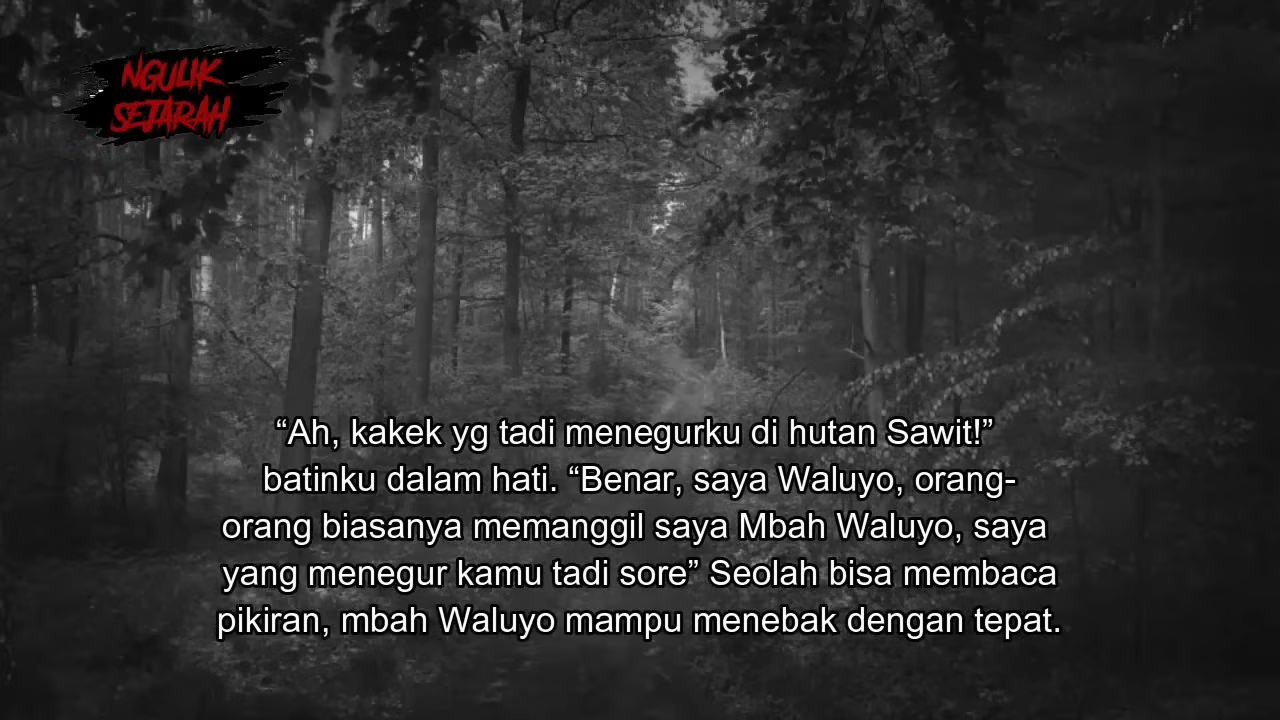 NGULIK
SEJARAH
“Ah, kakek yg tadi menegurku di hutan Sawit!”
batinku dalam hati. “Benar, saya Waluyo, orang-
orang biasanya memanggil saya Mbah Waluyo, saya
yang menegur kamu tadi sore” Seolah bisa membaca
pikiran, mbah Waluyo mampu menebak dengan tepat.